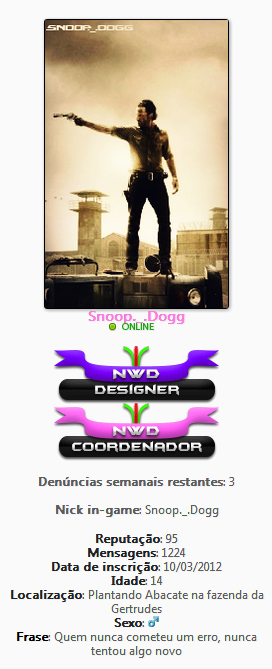 SNOOP._.DOGG
Snoop._.Dogg
ONLINE
NWD
DESIGNER
NWD
COORDENADOR
Denúncias semanais restantes: 3
Nick in-game: Snoop._.Dogg
Reputação: 95
Mensagens: 1224
Data de inscrição: 10/03/2012
Idade: 14
Localização: Plantando Abacate na fazenda da
Gertrudes
Sexo:
Frase: Quem nunca cometeu um erro, nunca
tentou algo novo